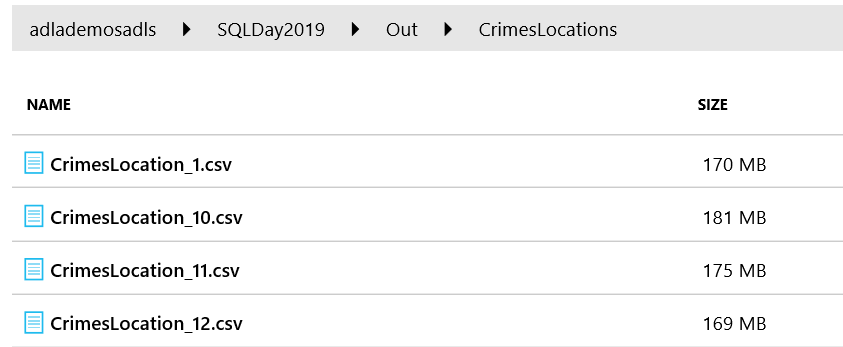 adlademosadls SQLDay2019 Out CrimesLocations
NAME SIZE
CrimesLocation_1.csv 170 MB
CrimesLocation_10.csv 181 MB
CrimesLocation_11.csv 175 MB
CrimesLocation_12.csv 169 MB